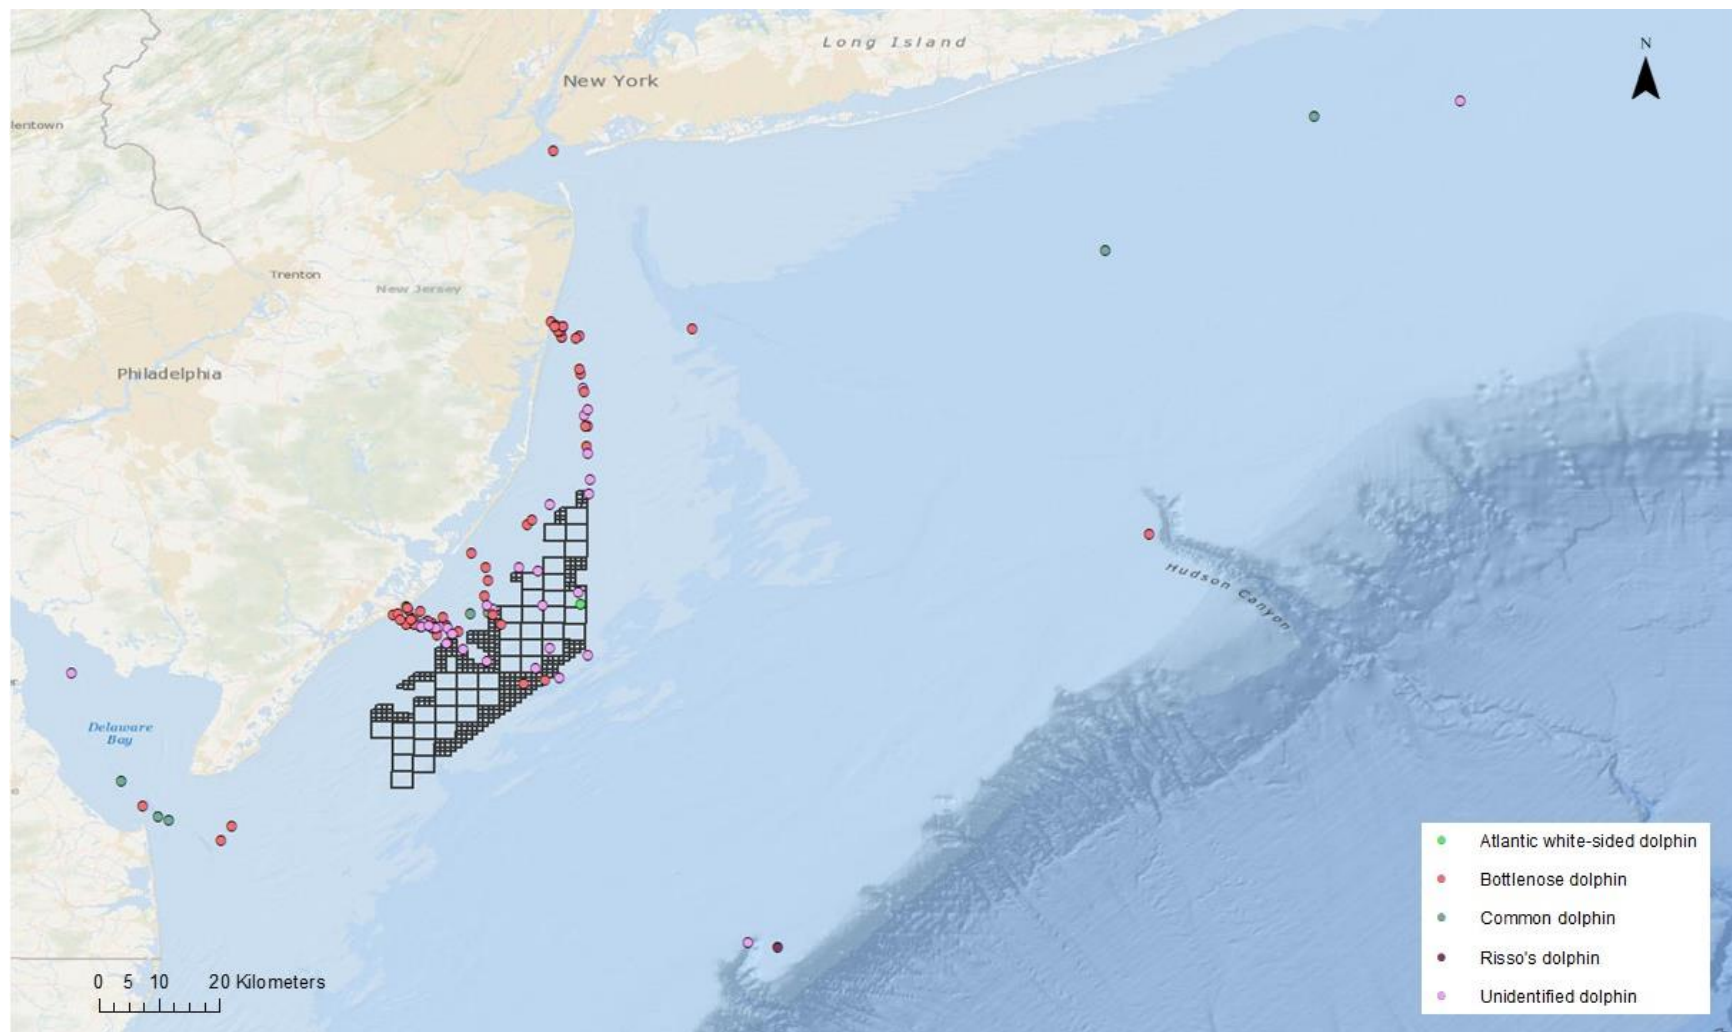 Long Island
N
New York
lentown
Trenton
New Jersey
Philadelphia
Hudson Canyon
Delaware
Bay
Atlantic white-sided dolphin
Bottlenose dolphin
Common dolphin
Risso's dolphin
Unidentified dolphin
0 5 10 20 Kilometers